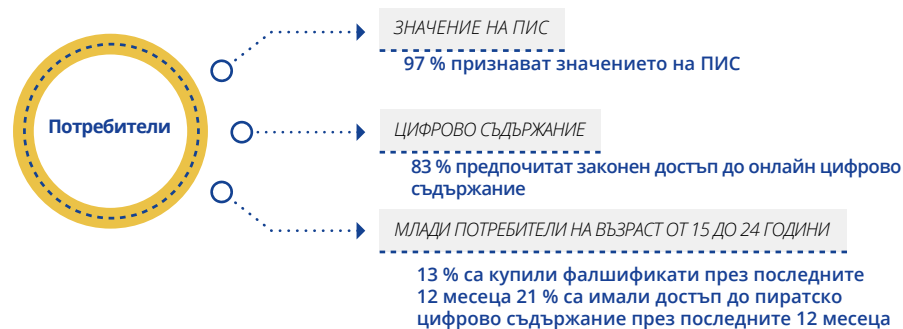 Потребители
ЗНАЧЕНИЕ НА ПИС
97 % признават значението на ПИС
ЦИФРОВО СЪДЪРЖАНИЕ
83 % предпочитат законен достъп до онлайн цифрово
съдържание
МЛАДИ ПОТРЕБИТЕЛИ НА ВЪЗРАСТ ОТ 15 ДО 24 ГОДИНИ
13 % са купили фалшификати през последните
12 месеца 21 % са имали достъп до пиратско
цифрово съдържание през последните 12 месеца